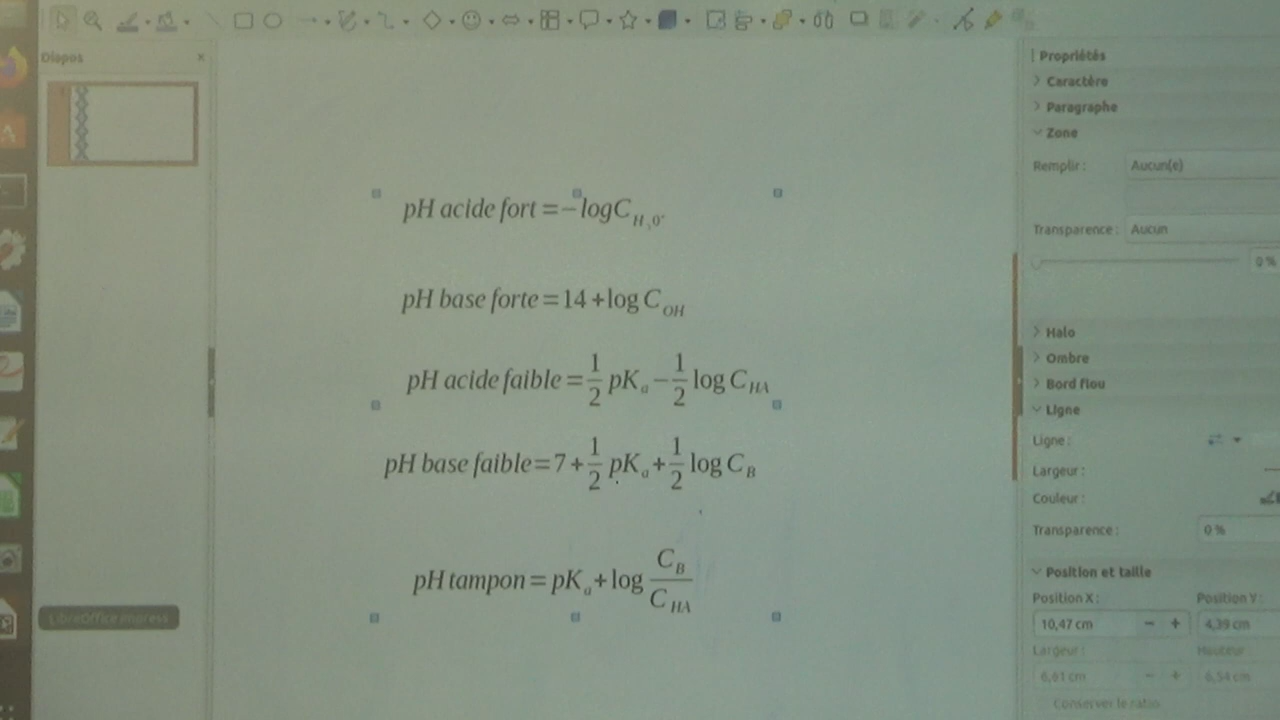 Diapos ×
Propriétés
Caractère
Paragraphe
Zone
Remplir : Aucun(e)
Transparence : Aucun
0 %
Halo
Ombre
Bord flou
Ligne
Ligne :
Largeur :
Couleur :
Transparence : 0 %
Position et taille
Position X : Position Y :
10,47 cm − + 4,39 cm
Largeur : Hauteur
6,61 cm − + 6,54 cm
Conserver le ratio
pH acide fort = −logC H₃O⁺
pH base forte = 14 + log C OH
pH acide faible = 1/2 pK a − 1/2 log C HA
pH base faible = 7 + 1/2 pK a + 1/2 log C B
pH tampon = pK a + log C B / C HA
LibreOffice Impress